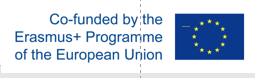 Co-funded by the
Erasmus+ Programme
of the European Union